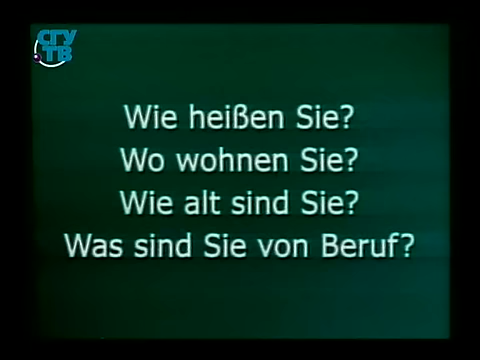 СГУ
ТВ
Wie heißen Sie?
Wo wohnen Sie?
Wie alt sind Sie?
Was sind Sie von Beruf?